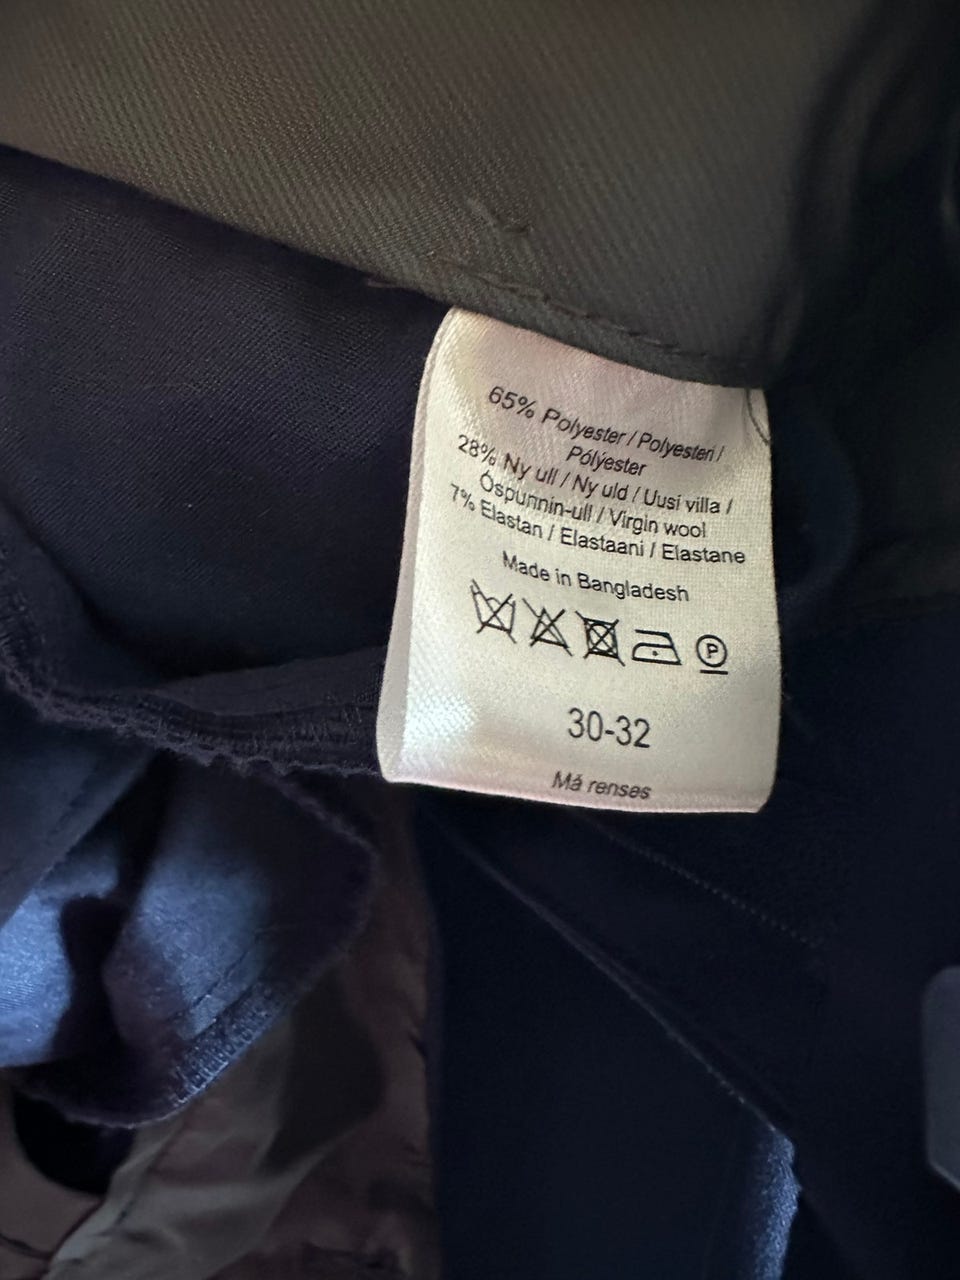 65% Polyester / Polyesteri /
Pólýester
28% Ny ull / Ny uld / Uusi villa /
Óspunnin-ull / Virgin wool
7% Elastan / Elastaani / Elastane
Made in Bangladesh
P
30-32
Må renses